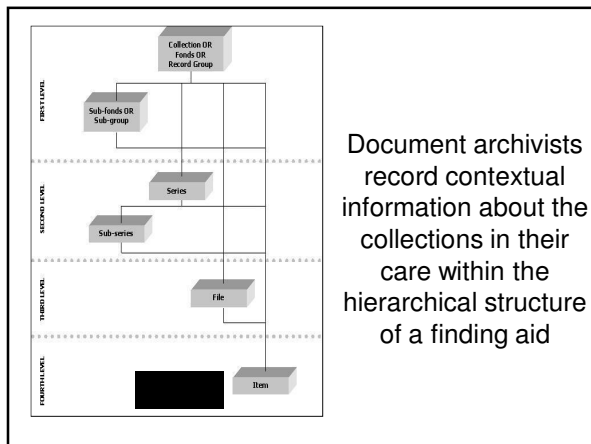 Collection OR
Fonds OR
Record Group
FIRST LEVEL
Sub-fonds OR
Sub-group
SECOND LEVEL
Series
Sub-series
THIRD LEVEL
File
FOURTH LEVEL
Item
Document archivists
record contextual
information about the
collections in their
care within the
hierarchical structure
of a finding aid